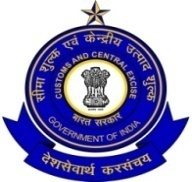 सीमा शुल्क एवं केन्द्रीय उत्पाद शुल्क
CUSTOMS AND CENTRAL EXCISE
भारत सरकार
GOVERNMENT OF INDIA
देशसेवार्थ करसंचय